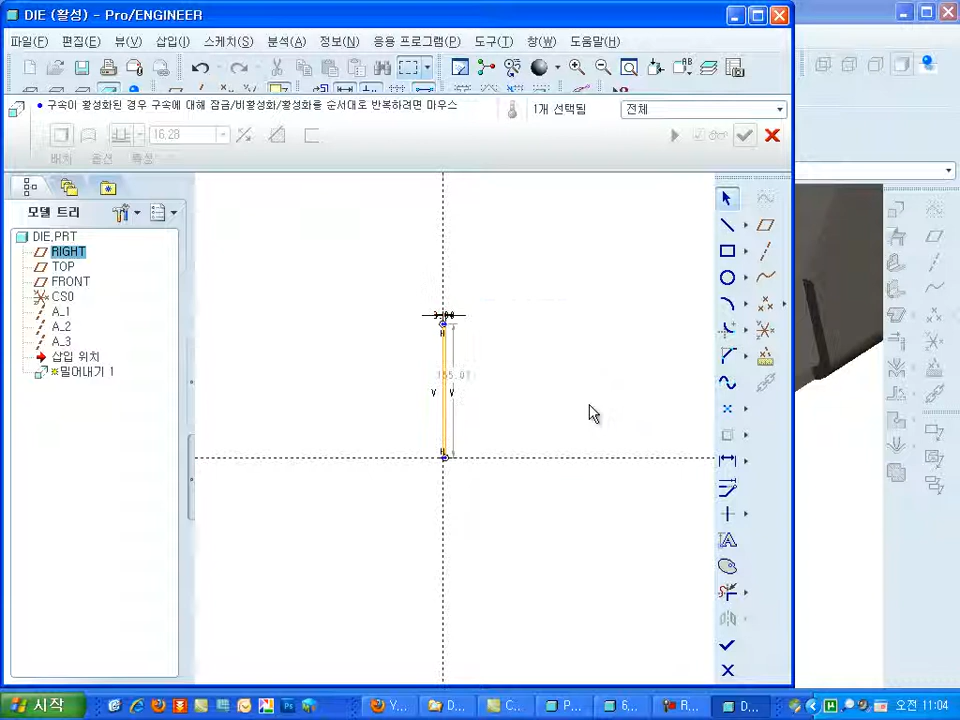 DIE (활성) - Pro/ENGINEER
파일(F) 편집(E) 뷰(V) 삽입(I) 스케치(S) 분석(A) 정보(N) 응용 프로그램(P) 도구(T) 창(W) 도움말(H)
• 구속이 활성화된 경우 구속에 대해 잠금/비활성화/활성화를 순서대로 반복하려면 마우스
1개 선택됨
전체
16.28
배치 옵션 특성
모델 트리
DIE.PRT
RIGHT
TOP
FRONT
CS0
A_1
A_2
A_3
삽입 위치
밀어내기 1
3.00
H
V V
H
시작
Y...
D...
C...
P...
6,...
R...
D...
오전 11:04